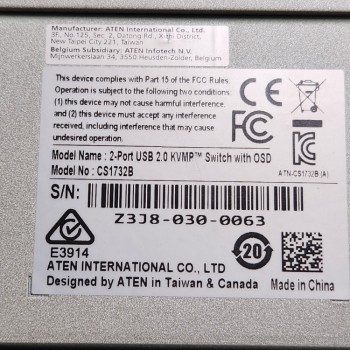 Manufacturer: ATEN International Co., Ltd.
3F, No.125, Sec. 2, Datong Rd., X-thi District,
New Taipei City 221, Taiwan
Belgium Subsidiary: ATEN Infotech N.V.
Mijnwerkerslaan 34, 3550 Heusden-Zolder, Belgium
This device complies with Part 15 of the FCC Rules.
Operation is subject to the following two conditions:
(1) this device may not cause harmful interference,
and (2) this device must accept any interference
received, including interference that may cause
undesired operation.
CE
FC
Model Name : 2-Port USB 2.0 KVMP™ Switch with OSD
Model No : CS1732B
ATN-CS1732B (A)
S/N:
Z3J8-030-0063
E3914
20
ATEN INTERNATIONAL CO., LTD
Designed by ATEN in Taiwan & Canada
Made in China